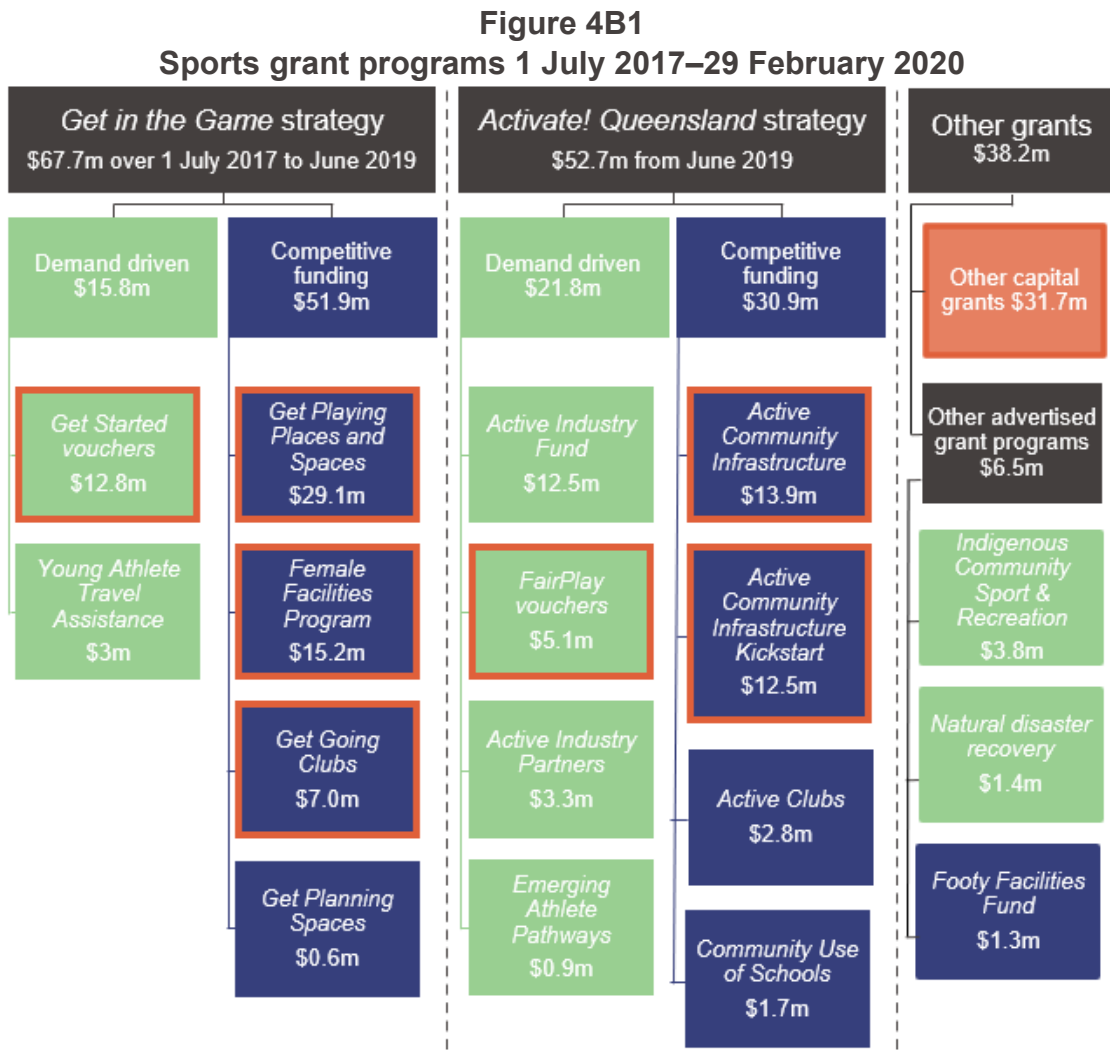 Figure 4B1
Sports grant programs 1 July 2017–29 February 2020
Get in the Game strategy
$67.7m over 1 July 2017 to June 2019
Demand driven
$15.8m
Competitive
funding
$51.9m
Get Started
vouchers
$12.8m
Young Athlete
Travel
Assistance
$3m
Get Playing
Places and
Spaces
$29.1m
Female
Facilities
Program
$15.2m
Get Going
Clubs
$7.0m
Get Planning
Spaces
$0.6m
Activate! Queensland strategy
$52.7m from June 2019
Demand driven
$21.8m
Competitive
funding
$30.9m
Active Industry
Fund
$12.5m
FairPlay
vouchers
$5.1m
Active Industry
Partners
$3.3m
Emerging
Athlete
Pathways
$0.9m
Active
Community
Infrastructure
$13.9m
Active
Community
Infrastructure
Kickstart
$12.5m
Active Clubs
$2.8m
Community Use
of Schools
$1.7m
Other grants
$38.2m
Other capital
grants $31.7m
Other advertised
grant programs
$6.5m
Indigenous
Community
Sport &
Recreation
$3.8m
Natural disaster
recovery
$1.4m
Footy Facilities
Fund
$1.3m